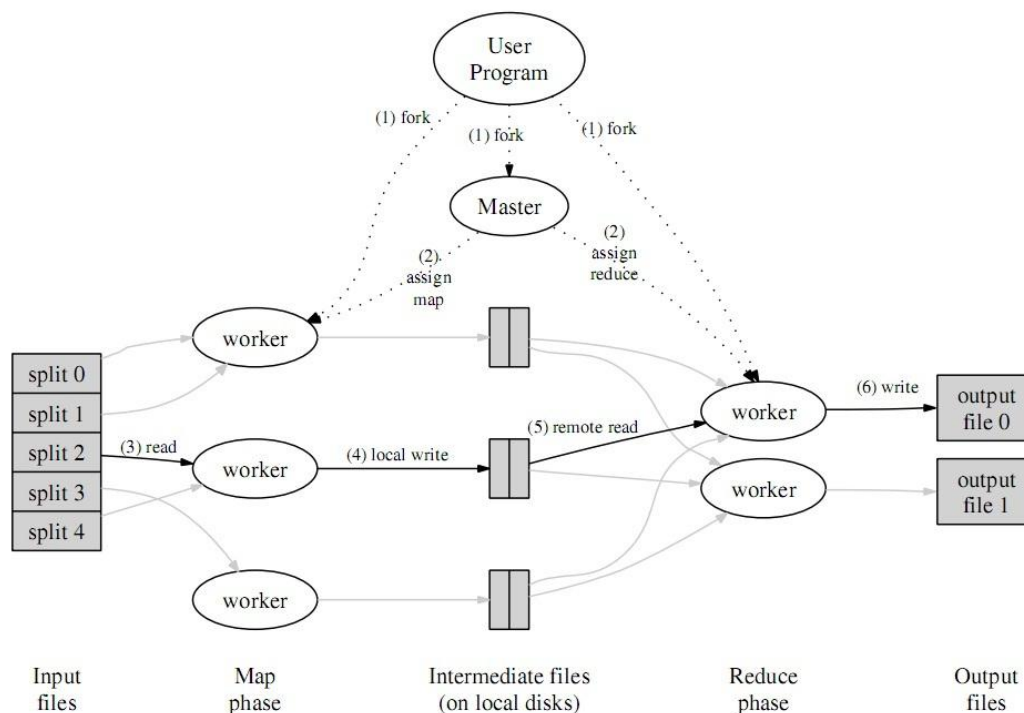 User
Program
(1) fork
(1) fork
(1) fork
Master
(2)
assign
map
(2)
assign
reduce
worker
split 0
split 1
split 2
split 3
split 4
(3) read
worker
(4) local write
(5) remote read
worker
(6) write
output
file 0
worker
output
file 1
worker
Input
files
Map
phase
Intermediate files
(on local disks)
Reduce
phase
Output
files